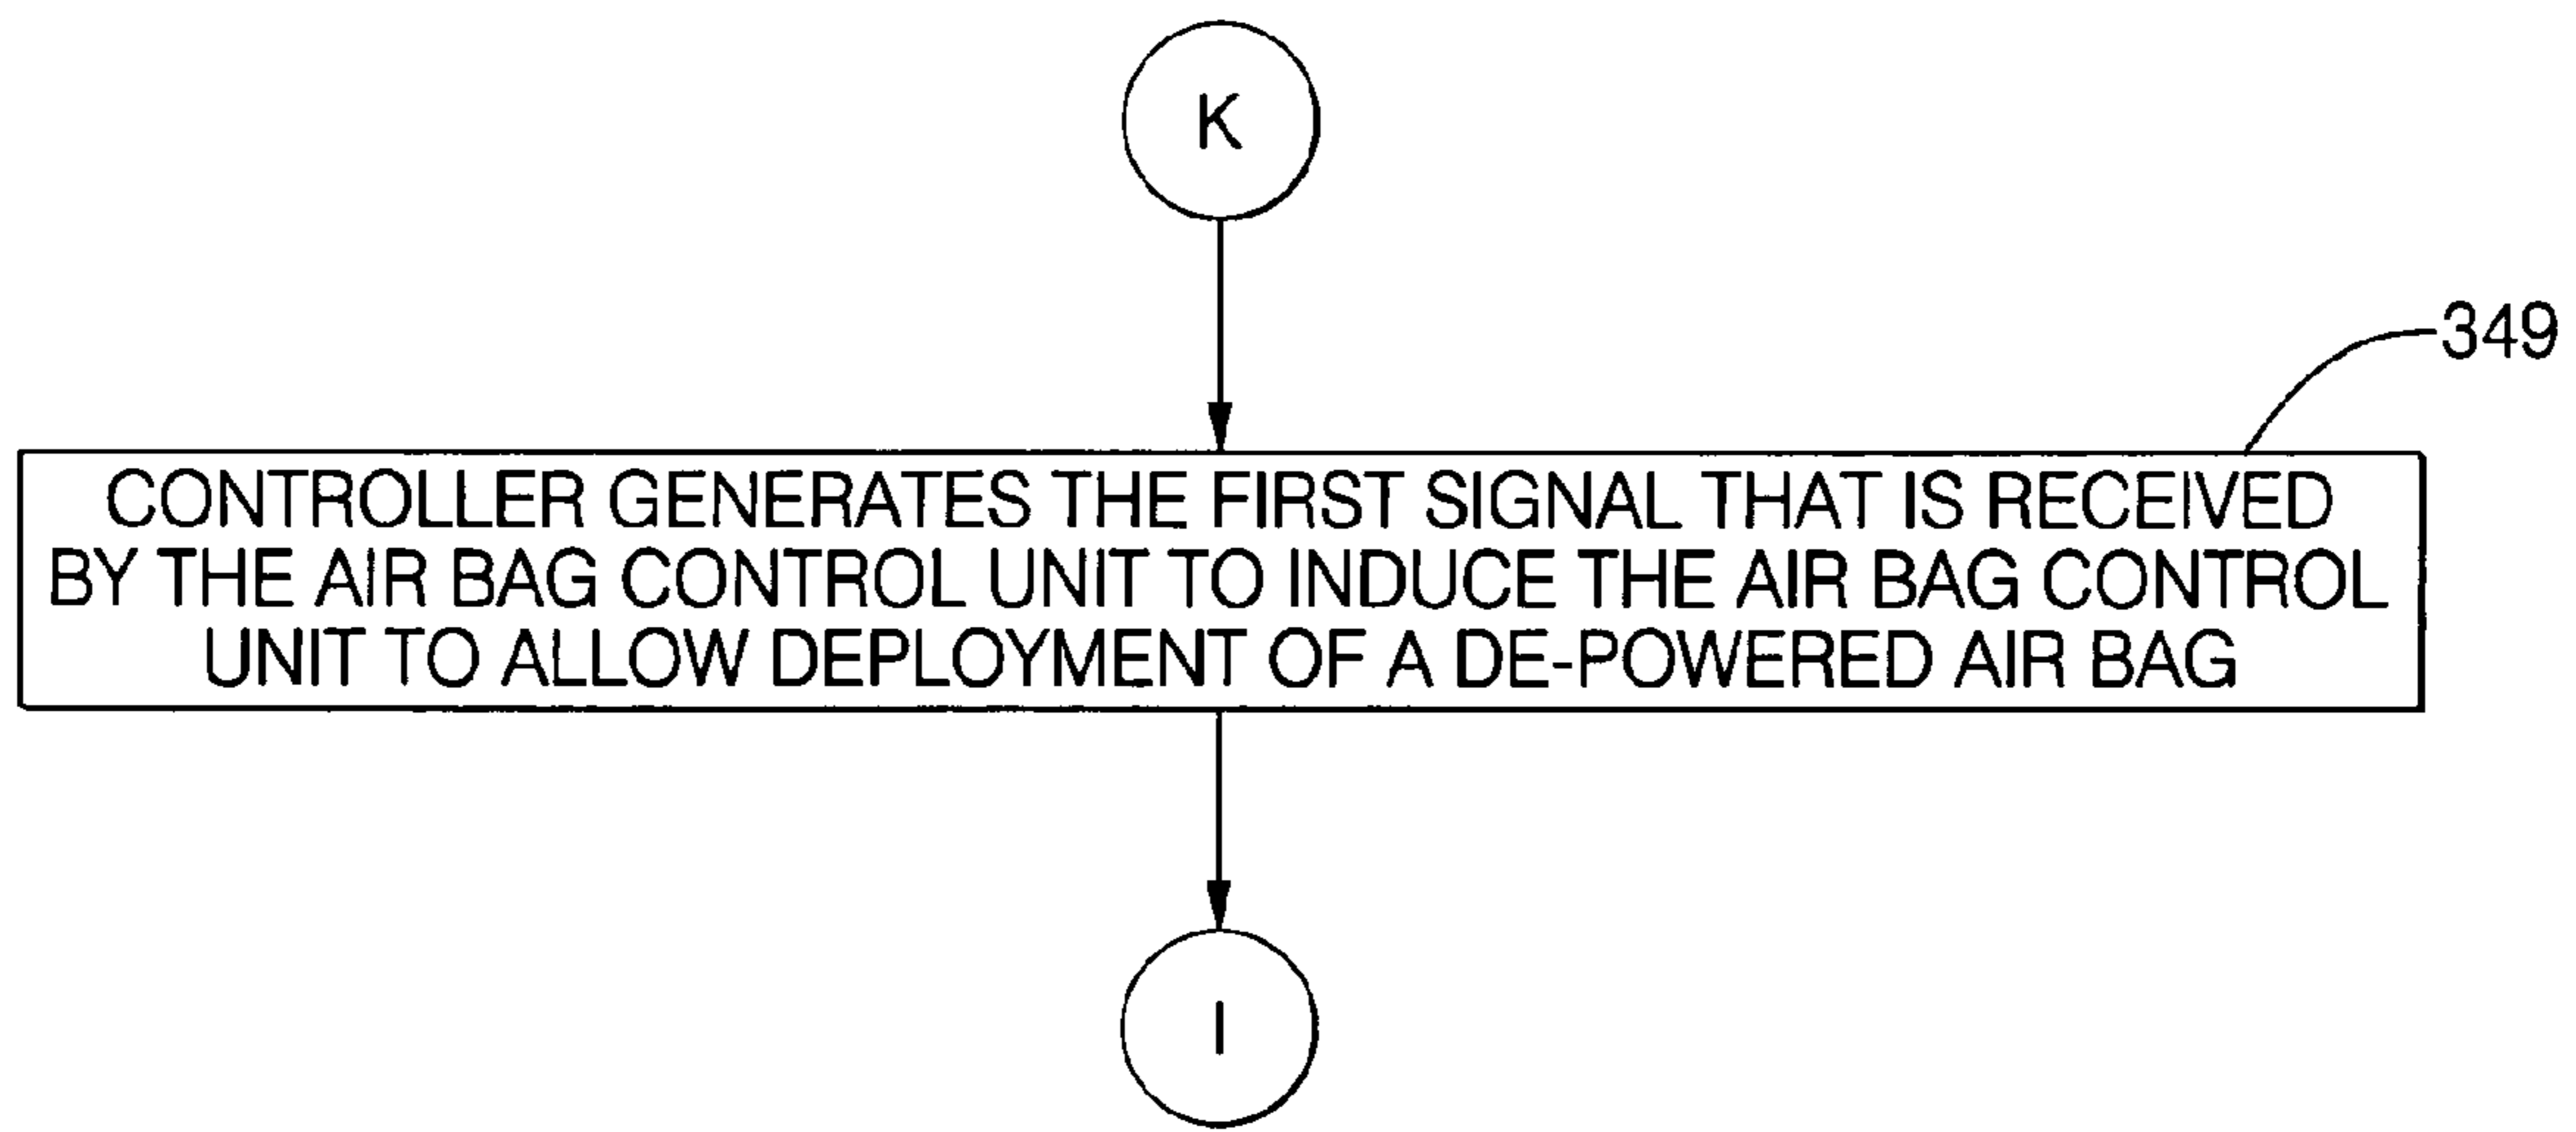 K
349
CONTROLLER GENERATES THE FIRST SIGNAL THAT IS RECEIVED
BY THE AIR BAG CONTROL UNIT TO INDUCE THE AIR BAG CONTROL
UNIT TO ALLOW DEPLOYMENT OF A DE-POWERED AIR BAG
I